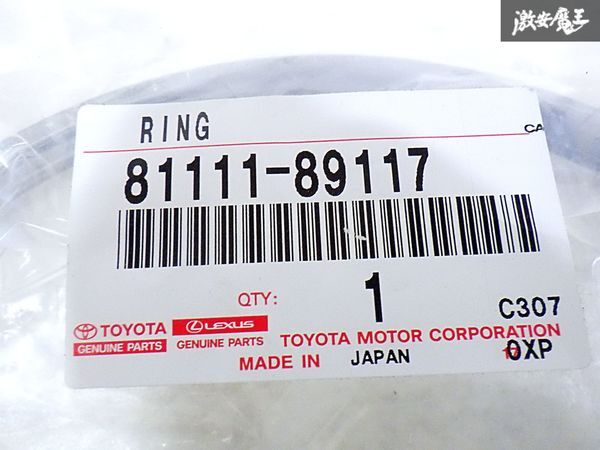 激安魔王
RING
CA
81111-89117
QTY: 1
C307
TOYOTA LEXUS
GENUINE PARTS GENUINE PARTS
TOYOTA MOTOR CORPORATION
MADE IN JAPAN
0XP